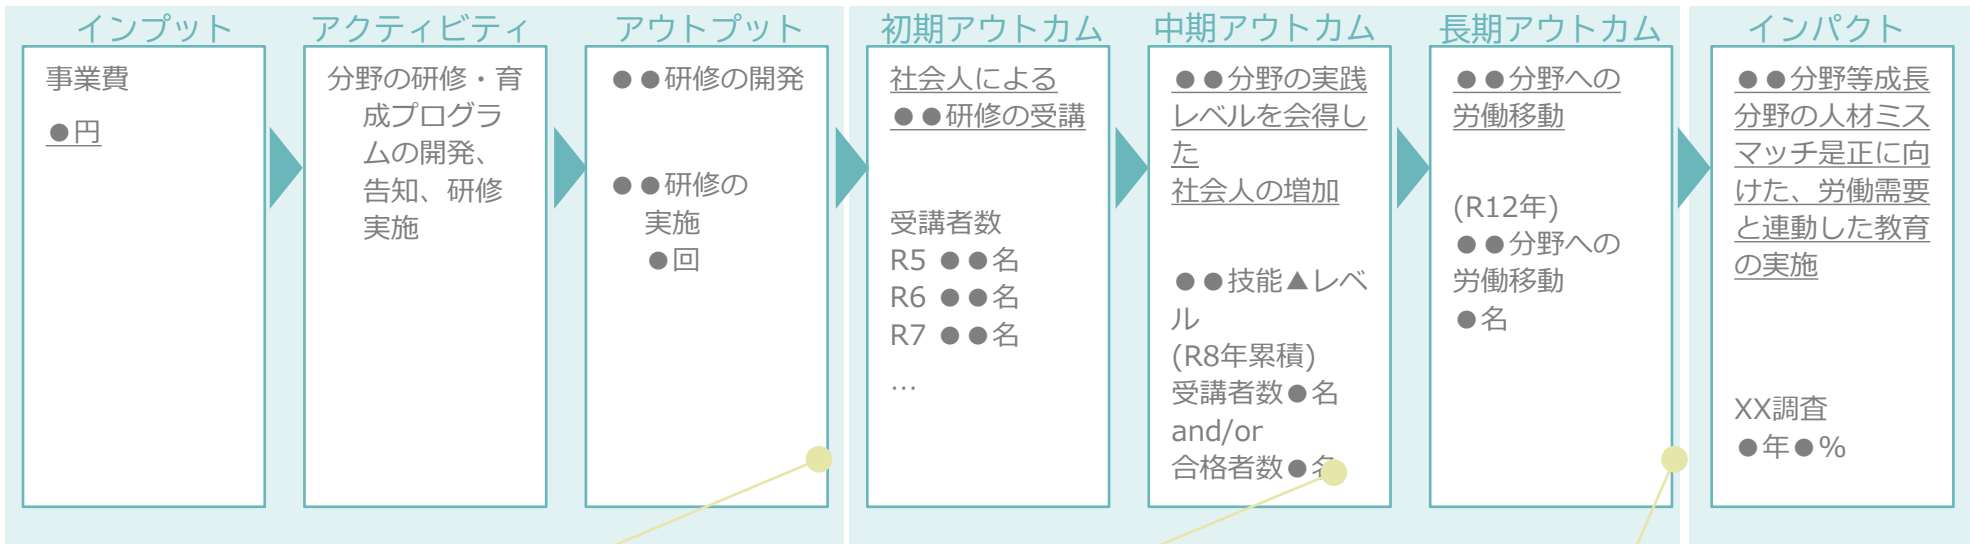 インプット
事業費
●円
アクティビティ
分野の研修・育
成プログラ
ムの開発、
告知、研修
実施
アウトプット
●●研修の開発
●●研修の
実施
●回
初期アウトカム
社会人による
●●研修の受講
受講者数
R5 ●●名
R6 ●●名
R7 ●●名
…
中期アウトカム
●●分野の実践
レベルを会得し
た
社会人の増加
●●技能▲レベ
ル
(R8年累積)
受講者数●名
and/or
合格者数●名
長期アウトカム
●●分野への
労働移動
(R12年)
●●分野への
労働移動
●名
インパクト
●●分野等成長
分野の人材ミス
マッチ是正に向
けた、労働需要
と連動した教育
の実施
XX調査
●年●%